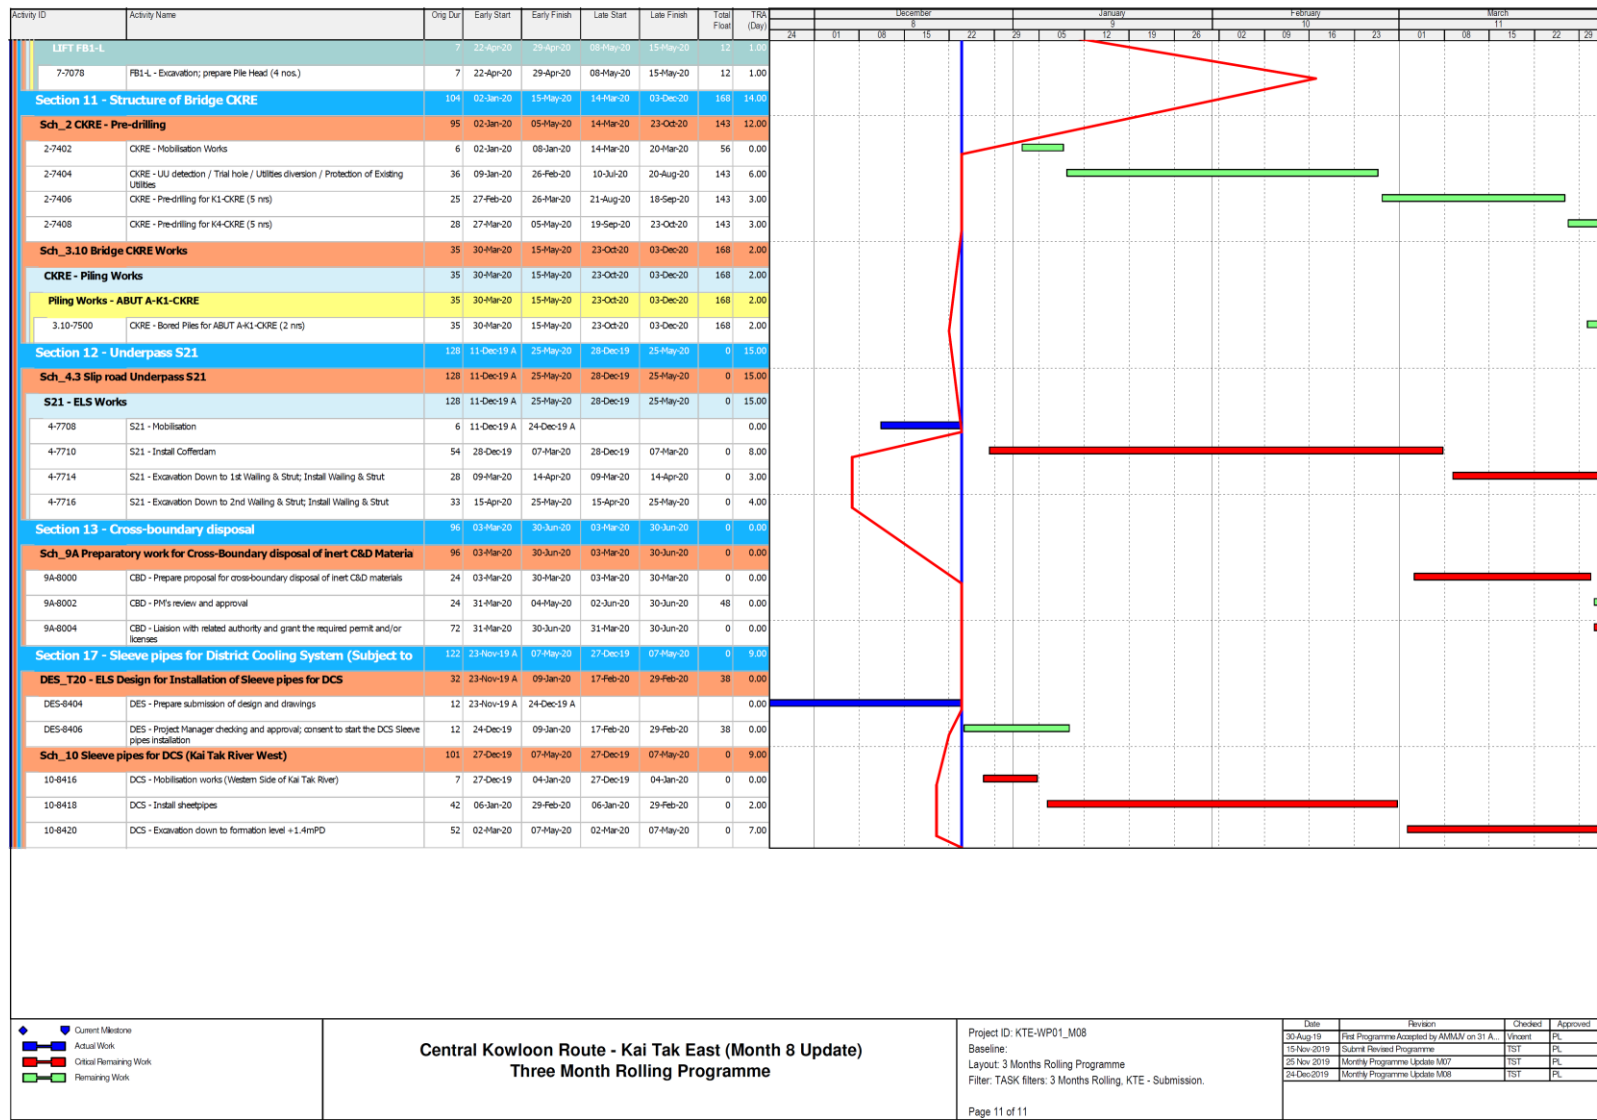 Activity ID Activity Name Orig Dur Early Start Early Finish Late Start Late Finish Total Float TRA (Day)
December January February March
8 9 10 11
24 01 08 15 22 29 05 12 19 26 02 09 16 23 01 08 15 22 29
LIFT FB1-L 7 22-Apr-20 29-Apr-20 08-May-20 15-May-20 12 1.00
7-7078 FB1-L - Excavation; prepare Pile Head (4 nos.) 7 22-Apr-20 29-Apr-20 08-May-20 15-May-20 12 1.00
Section 11 - Structure of Bridge CKRE 104 02-Jan-20 15-May-20 14-Mar-20 03-Dec-20 168 14.00
Sch_2 CKRE - Pre-drilling 95 02-Jan-20 05-May-20 14-Mar-20 23-Oct-20 143 12.00
2-7402 CKRE - Mobilisation Works 6 02-Jan-20 08-Jan-20 14-Mar-20 20-Mar-20 56 0.00
2-7404 CKRE - UU detection / Trial hole / Utilities diversion / Protection of Existing 36 09-Jan-20 26-Feb-20 10-Jul-20 20-Aug-20 143 6.00
Utilities
2-7406 CKRE - Pre-drilling for K1-CKRE (5 nrs) 25 27-Feb-20 26-Mar-20 21-Aug-20 18-Sep-20 143 3.00
2-7408 CKRE - Pre-drilling for K4-CKRE (5 nrs) 28 27-Mar-20 05-May-20 19-Sep-20 23-Oct-20 143 3.00
Sch_3.10 Bridge CKRE Works 35 30-Mar-20 15-May-20 23-Oct-20 03-Dec-20 168 2.00
CKRE - Piling Works 35 30-Mar-20 15-May-20 23-Oct-20 03-Dec-20 168 2.00
Piling Works - ABUT A-K1-CKRE 35 30-Mar-20 15-May-20 23-Oct-20 03-Dec-20 168 2.00
3.10-7500 CKRE - Bored Piles for ABUT A-K1-CKRE (2 nrs) 35 30-Mar-20 15-May-20 23-Oct-20 03-Dec-20 168 2.00
Section 12 - Underpass S21 128 11-Dec-19 A 25-May-20 28-Dec-19 25-May-20 0 15.00
Sch_4.3 Slip road Underpass S21 128 11-Dec-19 A 25-May-20 28-Dec-19 25-May-20 0 15.00
S21 - ELS Works 128 11-Dec-19 A 25-May-20 28-Dec-19 25-May-20 0 15.00
4-7708 S21 - Mobilisation 6 11-Dec-19 A 24-Dec-19 A 0.00
4-7710 S21 - Install Cofferdam 54 28-Dec-19 07-Mar-20 28-Dec-19 07-Mar-20 0 8.00
4-7714 S21 - Excavation Down to 1st Wailing & Strut; Install Wailing & Strut 28 09-Mar-20 14-Apr-20 09-Mar-20 14-Apr-20 0 3.00
4-7716 S21 - Excavation Down to 2nd Wailing & Strut; Install Wailing & Strut 33 15-Apr-20 25-May-20 15-Apr-20 25-May-20 0 4.00
Section 13 - Cross-boundary disposal 96 03-Mar-20 30-Jun-20 03-Mar-20 30-Jun-20 0 0.00
Sch_9A Preparatory work for Cross-Boundary disposal of inert C&D Materia 96 03-Mar-20 30-Jun-20 03-Mar-20 30-Jun-20 0 0.00
9A-8000 CBD - Prepare proposal for cross-boundary disposal of inert C&D materials 24 03-Mar-20 30-Mar-20 03-Mar-20 30-Mar-20 0 0.00
9A-8002 CBD - PM's review and approval 24 31-Mar-20 04-May-20 02-Jun-20 30-Jun-20 48 0.00
9A-8004 CBD - Liaision with related authority and grant the required permit and/or 72 31-Mar-20 30-Jun-20 31-Mar-20 30-Jun-20 0 0.00
licenses
Section 17 - Sleeve pipes for District Cooling System (Subject to 122 23-Nov-19 A 07-May-20 27-Dec-19 07-May-20 0 9.00
DES_T20 - ELS Design for Installation of Sleeve pipes for DCS 32 23-Nov-19 A 09-Jan-20 17-Feb-20 29-Feb-20 38 0.00
DES-8404 DES - Prepare submission of design and drawings 12 23-Nov-19 A 24-Dec-19 A 0.00
DES-8406 DES - Project Manager checking and approval; consent to start the DCS Sleeve 12 24-Dec-19 09-Jan-20 17-Feb-20 29-Feb-20 38 0.00
pipes installation
Sch_10 Sleeve pipes for DCS (Kai Tak River West) 101 27-Dec-19 07-May-20 27-Dec-19 07-May-20 0 9.00
10-8416 DCS - Mobilisation works (Western Side of Kai Tak River) 7 27-Dec-19 04-Jan-20 27-Dec-19 04-Jan-20 0 0.00
10-8418 DCS - Install sheetpipes 42 06-Jan-20 29-Feb-20 06-Jan-20 29-Feb-20 0 2.00
10-8420 DCS - Excavation down to formation level +1.4mPD 52 02-Mar-20 07-May-20 02-Mar-20 07-May-20 0 7.00
Current Milestone
Actual Work
Critical Remaining Work
Remaining Work
Central Kowloon Route - Kai Tak East (Month 8 Update)
Three Month Rolling Programme
Project ID: KTE-WP01_M08
Baseline:
Layout: 3 Months Rolling Programme
Filter: TASK filters: 3 Months Rolling, KTE - Submission.
Page 11 of 11
Date Revision Checked Approved
30-Aug-19 First Programme Accepted by AMMJV on 31 A... Vincent PL
15-Nov-2019 Submit Revised Programme TST PL
25 Nov 2019 Monthly Programme Update M07 TST PL
24-Dec-2019 Monthly Programme Update M08 TST PL